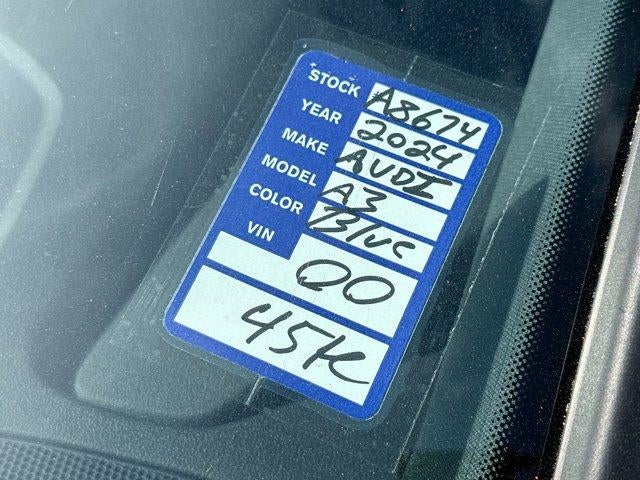 STOCK A8674
YEAR 2024
MAKE AUDI
MODEL A3
COLOR Blue
VIN QO
45K